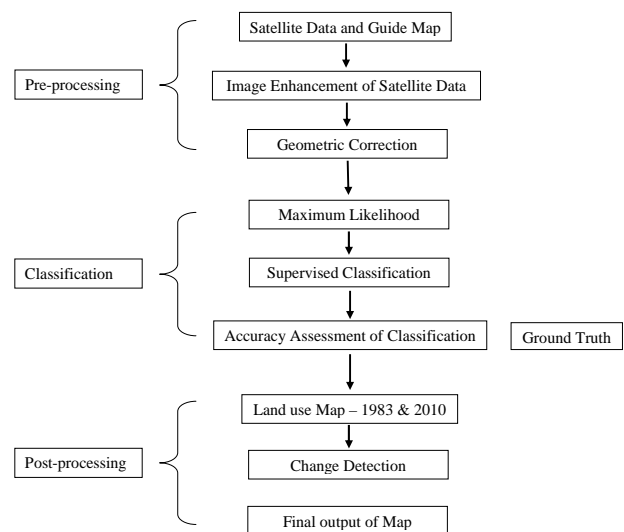 Satellite Data and Guide Map
Pre-processing
Image Enhancement of Satellite Data
Geometric Correction
Maximum Likelihood
Classification
Supervised Classification
Accuracy Assessment of Classification
Ground Truth
Land use Map – 1983 & 2010
Post-processing
Change Detection
Final output of Map